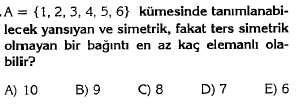 A = {1, 2, 3, 4, 5, 6} kümesinde tanımlanabi-
lecek yansıyan ve simetrik, fakat ters simetrik
olmayan bir bağıntı en az kaç elemanlı ola-
bilir?
A) 10 B) 9 C) 8 D) 7 E) 6